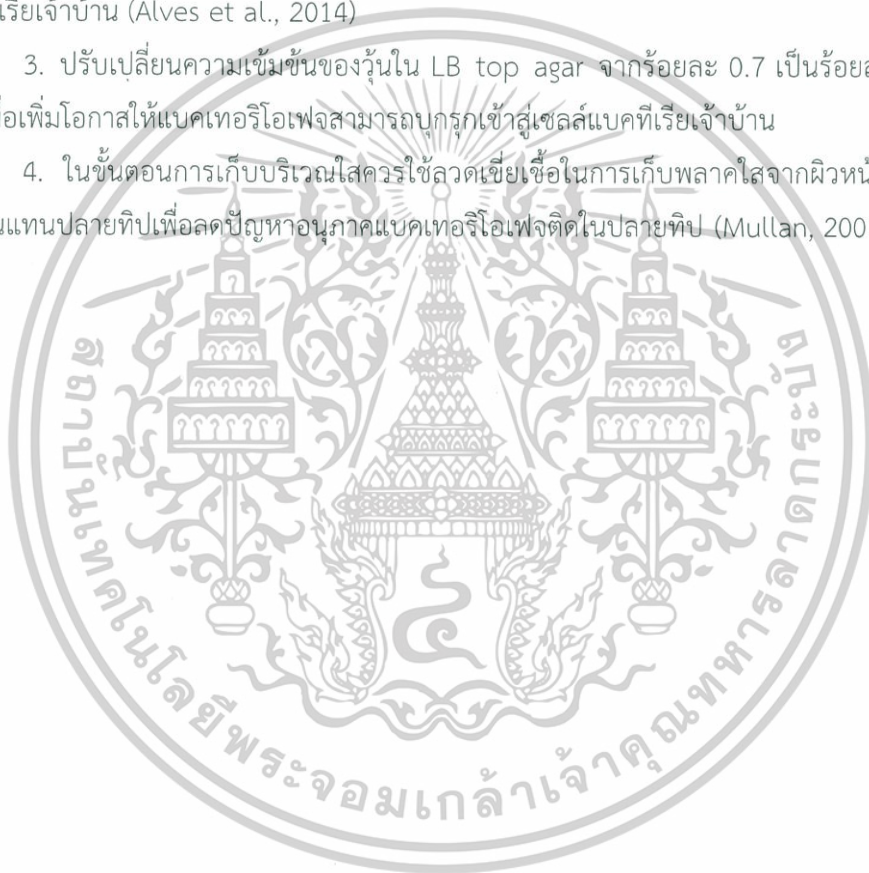 เรียเจ้าบ้าน (Alves et al., 2014)
3. ปรับเปลี่ยนความเข้มข้นของวุ้นใน LB top agar จากร้อยละ 0.7 เป็นร้อยล
อเพิ่มโอกาสให้แบคเทอริโอเฟจสามารถบุกรุกเข้าสู่เซลล์แบคทีเรียเจ้าบ้าน
4. ในขั้นตอนการเก็บบริเวณใสควรใช้ลวดเขี่ยเชื้อในการเก็บพลาคใสจากผิวหน้
นแทนปลายทิปเพื่อลดปัญหาอนุภาคแบคเทอริโอเฟจติดในปลายทิป (Mullan, 200
สถาบันเทคโนโลยีพระจอมเกล้าเจ้าคุณทหารลาดกระบัง